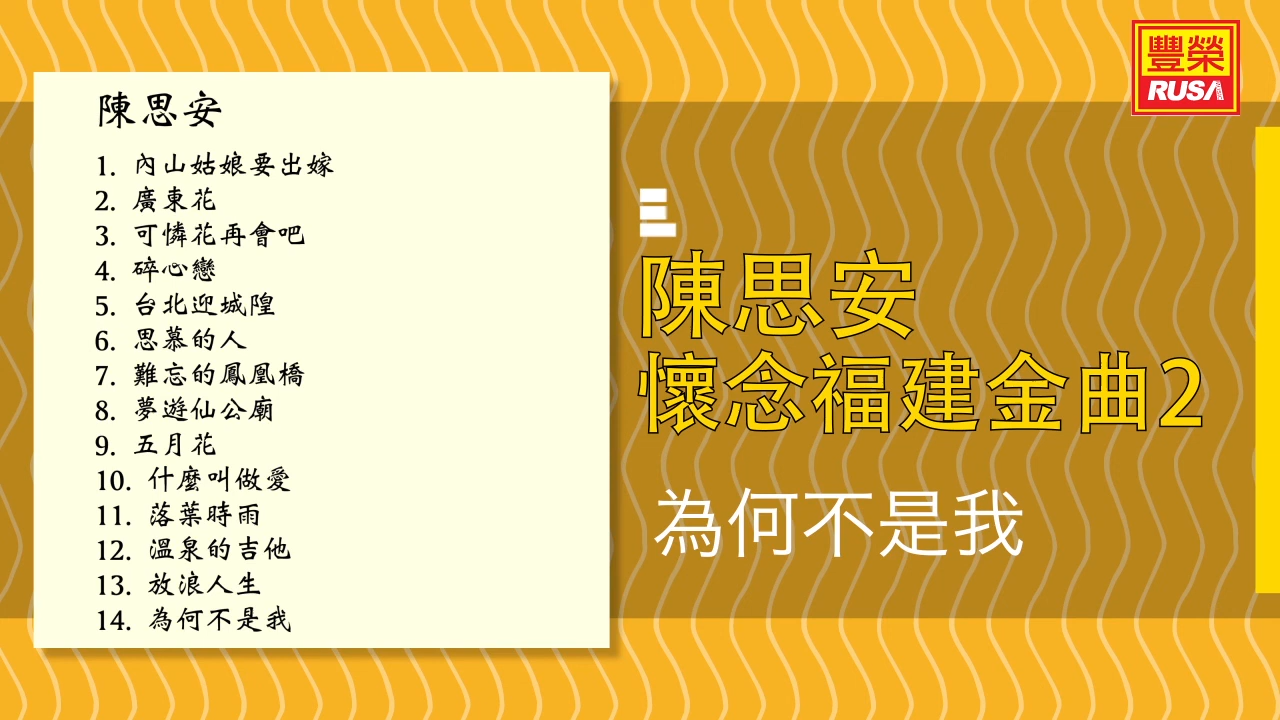 陳思安
1. 內山姑娘要出嫁
2. 廣東花
3. 可憐花再會吧
4. 碎心戀
5. 台北迎城隍
6. 思慕的人
7. 難忘的鳳凰橋
8. 夢遊仙公廟
9. 五月花
10. 什麼叫做愛
11. 落葉時雨
12. 溫泉的吉他
13. 放浪人生
14. 為何不是我
豐榮
RUSA
陳思安
懷念福建金曲2
為何不是我